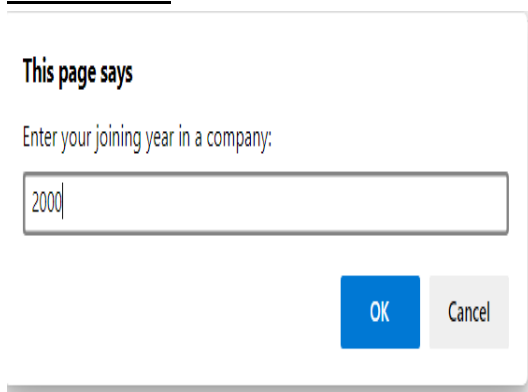 This page says
Enter your joining year in a company:
2000
OK
Cancel